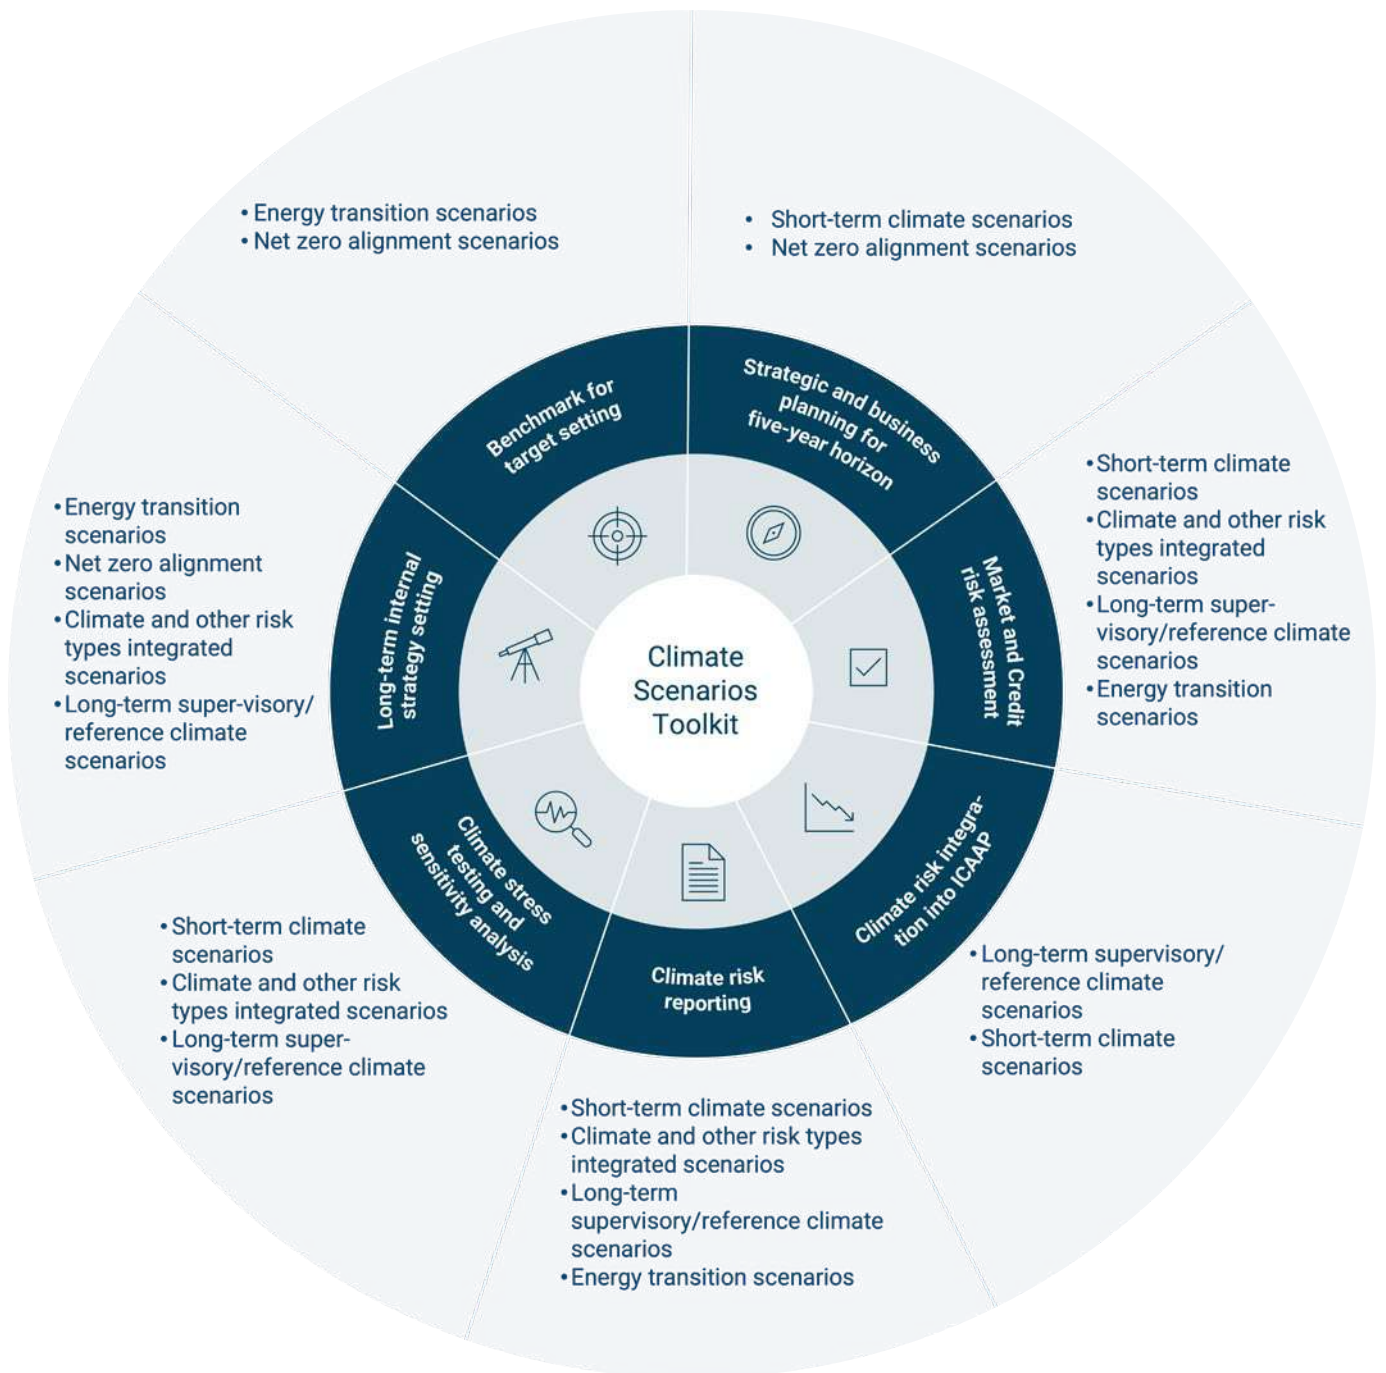 • Energy transition scenarios
• Net zero alignment scenarios
• Short-term climate scenarios
• Net zero alignment scenarios
Benchmark for
target setting
Strategic and business
planning for
five-year horizon
• Short-term climate
scenarios
• Climate and other risk
types integrated
scenarios
• Long-term super-
visory/reference climate
scenarios
• Energy transition
scenarios
Market and Credit
risk assessment
• Energy transition
scenarios
• Net zero alignment
scenarios
• Climate and other risk
types integrated
scenarios
• Long-term super-visory/
reference climate
scenarios
Long-term internal
strategy setting
Climate
Scenarios
Toolkit
Climate risk integra-
tion into ICAAP
• Long-term supervisory/
reference climate
scenarios
• Short-term climate
scenarios
Climate stress
testing and
sensitivity analysis
• Short-term climate
scenarios
• Climate and other risk
types integrated scenarios
• Long-term super-
visory/reference climate
scenarios
Climate risk
reporting
• Short-term climate scenarios
• Climate and other risk types
integrated scenarios
• Long-term
supervisory/reference climate
scenarios
• Energy transition scenarios